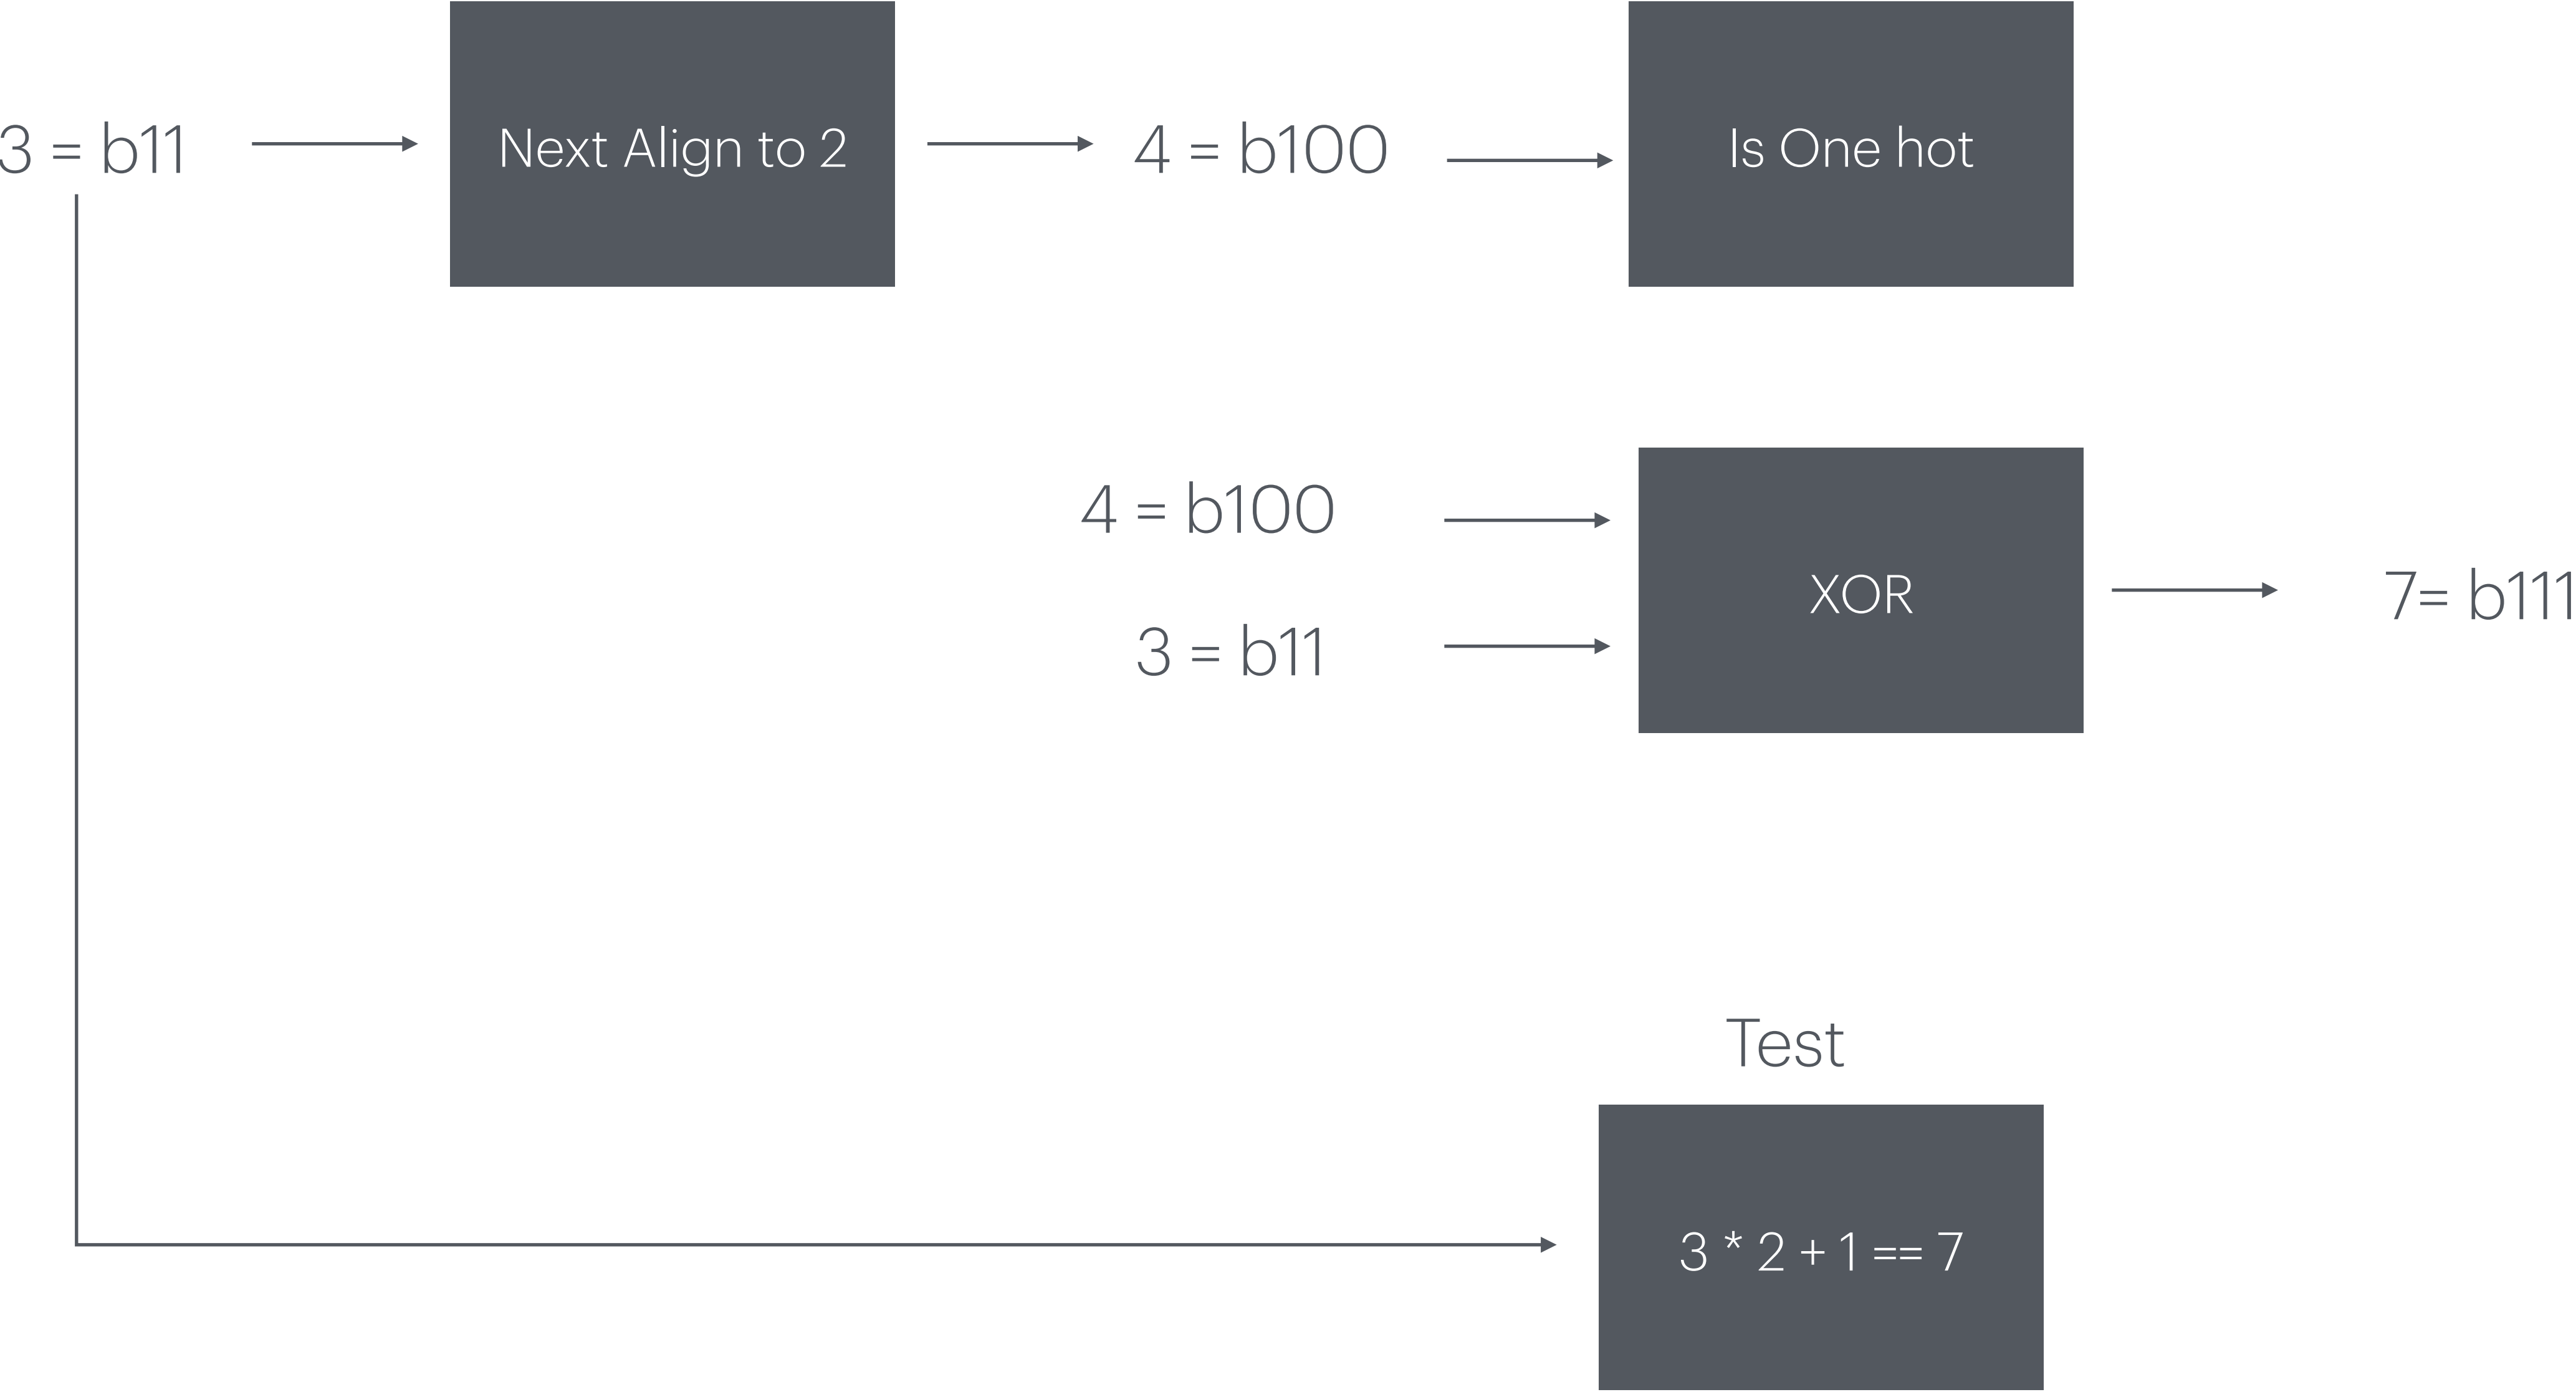 3 = b11
Next Align to 2
4 = b100
Is One hot
4 = b100
3 = b11
XOR
7= b111
Test
3 * 2 + 1 == 7